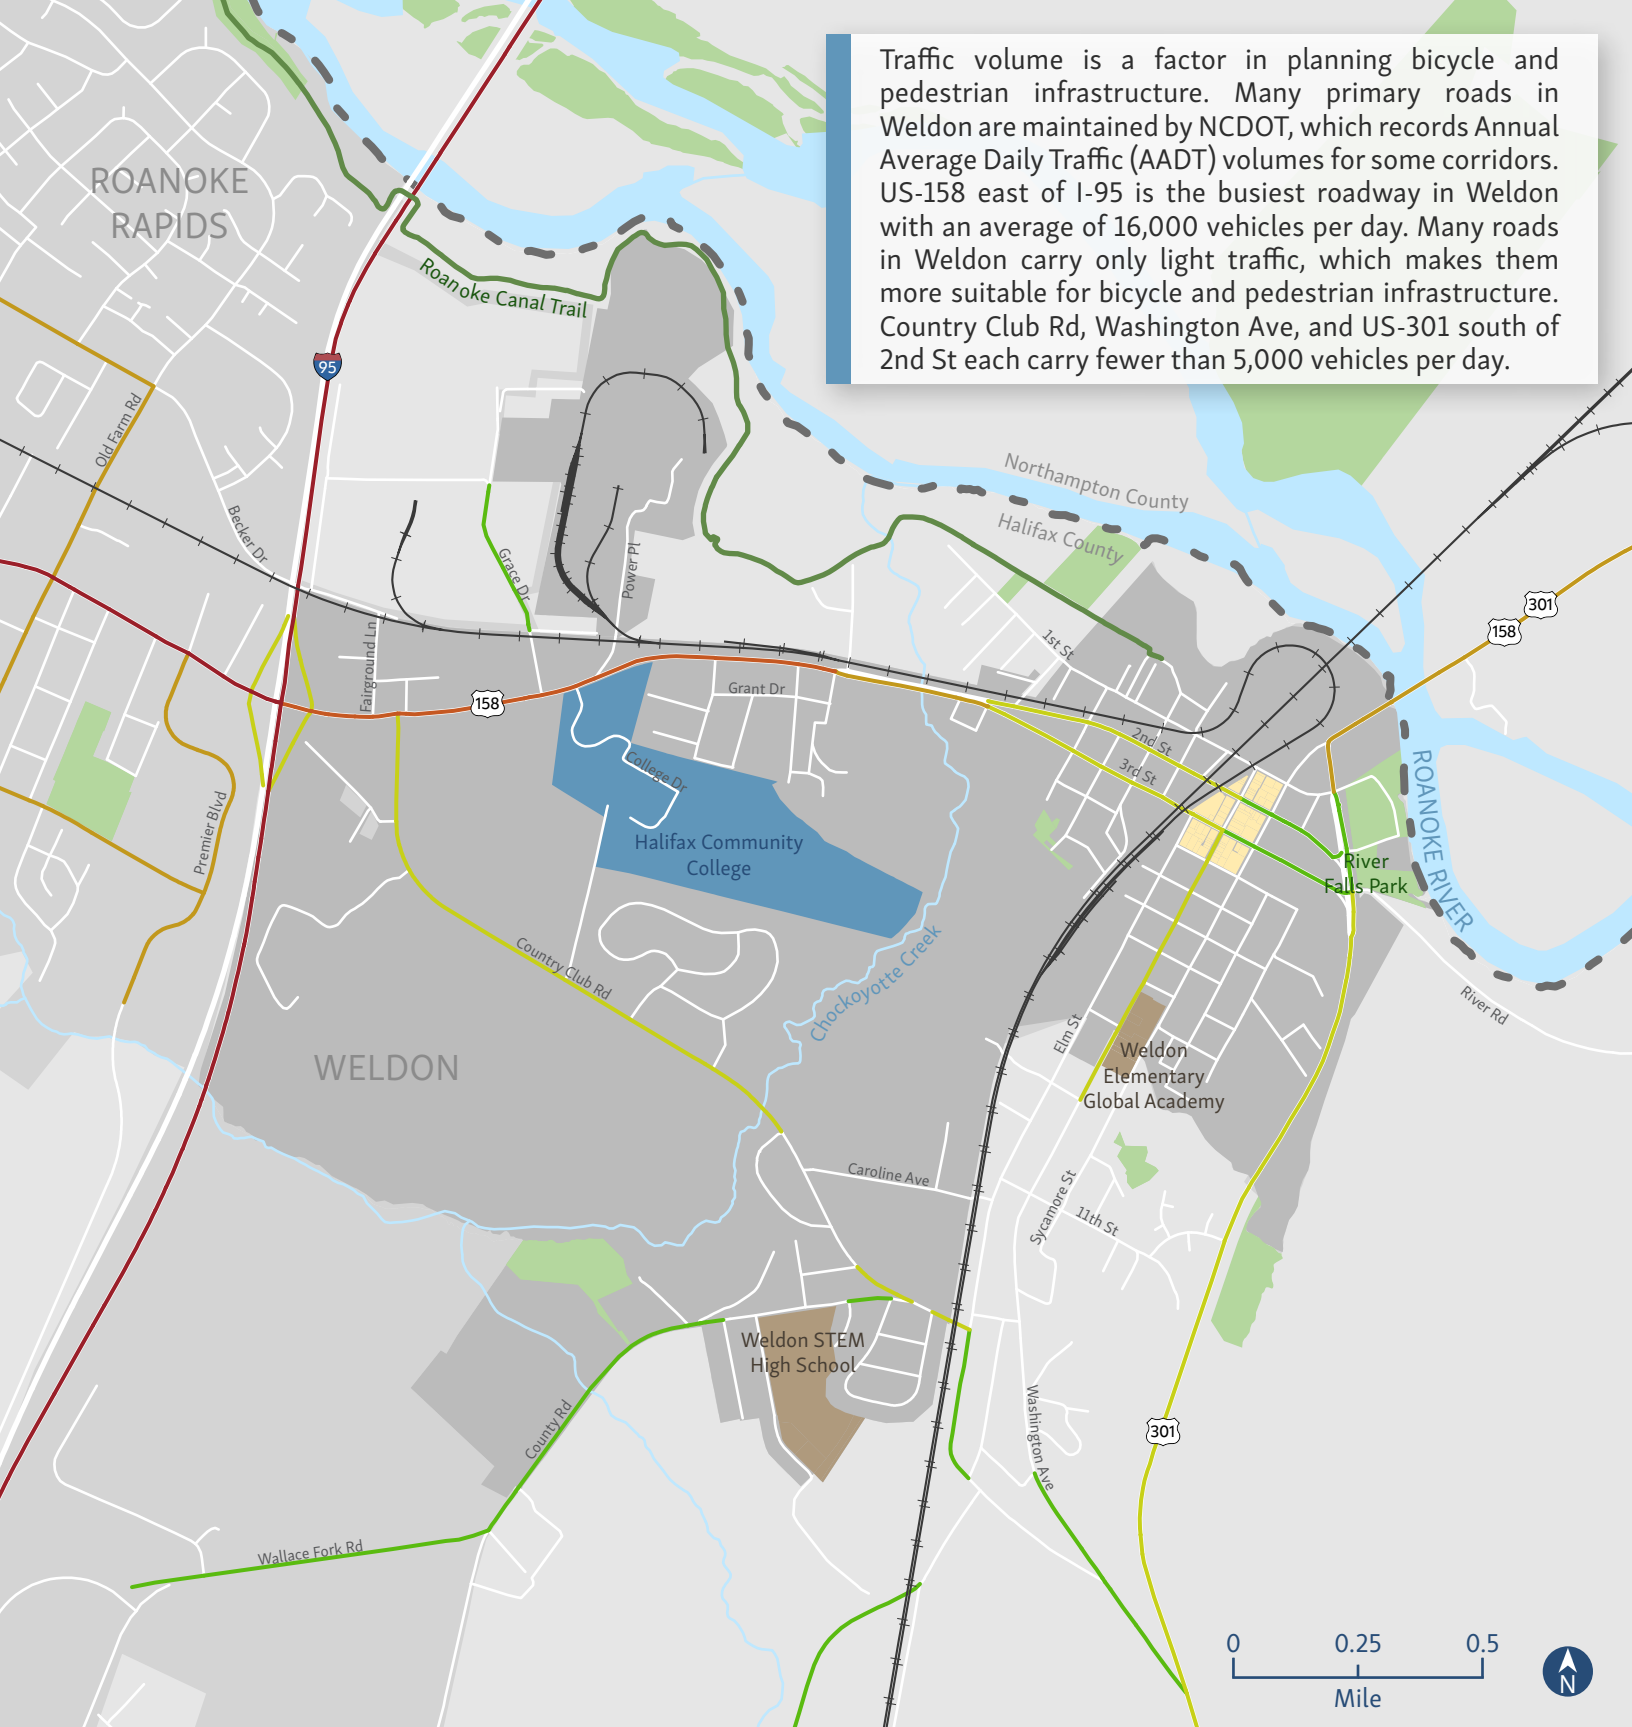 Traffic volume is a factor in planning bicycle and
pedestrian infrastructure. Many primary roads in
Weldon are maintained by NCDOT, which records Annual
Average Daily Traffic (AADT) volumes for some corridors.
US-158 east of I-95 is the busiest roadway in Weldon
with an average of 16,000 vehicles per day. Many roads
in Weldon carry only light traffic, which makes them
more suitable for bicycle and pedestrian infrastructure.
Country Club Rd, Washington Ave, and US-301 south of
2nd St each carry fewer than 5,000 vehicles per day.
ROANOKE
RAPIDS
Roanoke Canal Trail
95
Old Farm Rd
Northampton County
Halifax County
Becker Dr
Grace Dr
Power Pl
301
158
1st St
Fairground Ln
Grant Dr
158
2nd St
3rd St
College Dr
Premier Blvd
Halifax Community
College
ROANOKE RIVER
River
Falls Park
Country Club Rd
Chockoyotte Creek
River Rd
Elm St
WELDON
Weldon
Elementary
Global Academy
Caroline Ave
Sycamore St
11th St
Weldon STEM
High School
County Rd
Washington Ave
301
Wallace Fork Rd
0 0.25 0.5
Mile
N